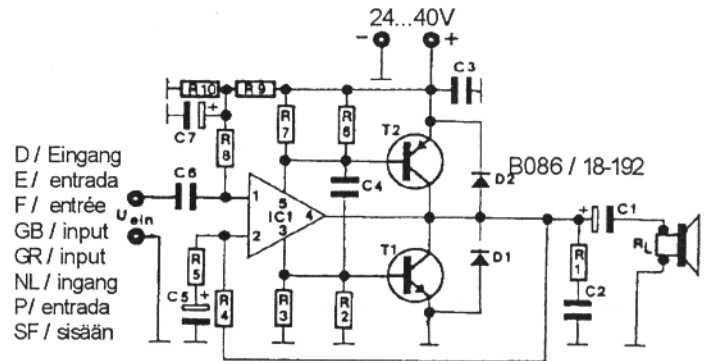 24...40V
- +
R10 R9
C3
C7 +
R8
R7
R6
T2
D / Eingang
E / entrada
F / entrée
GB / input
GR / input
NL / ingang
P / entrada
SF / sisään
U ein
C6
1
5
IC1
4
2
3
C4
B086 / 18-192
D2
+ C1
R5
C5 +
R4
R3
R2
T1
D1
R1
C2
RL